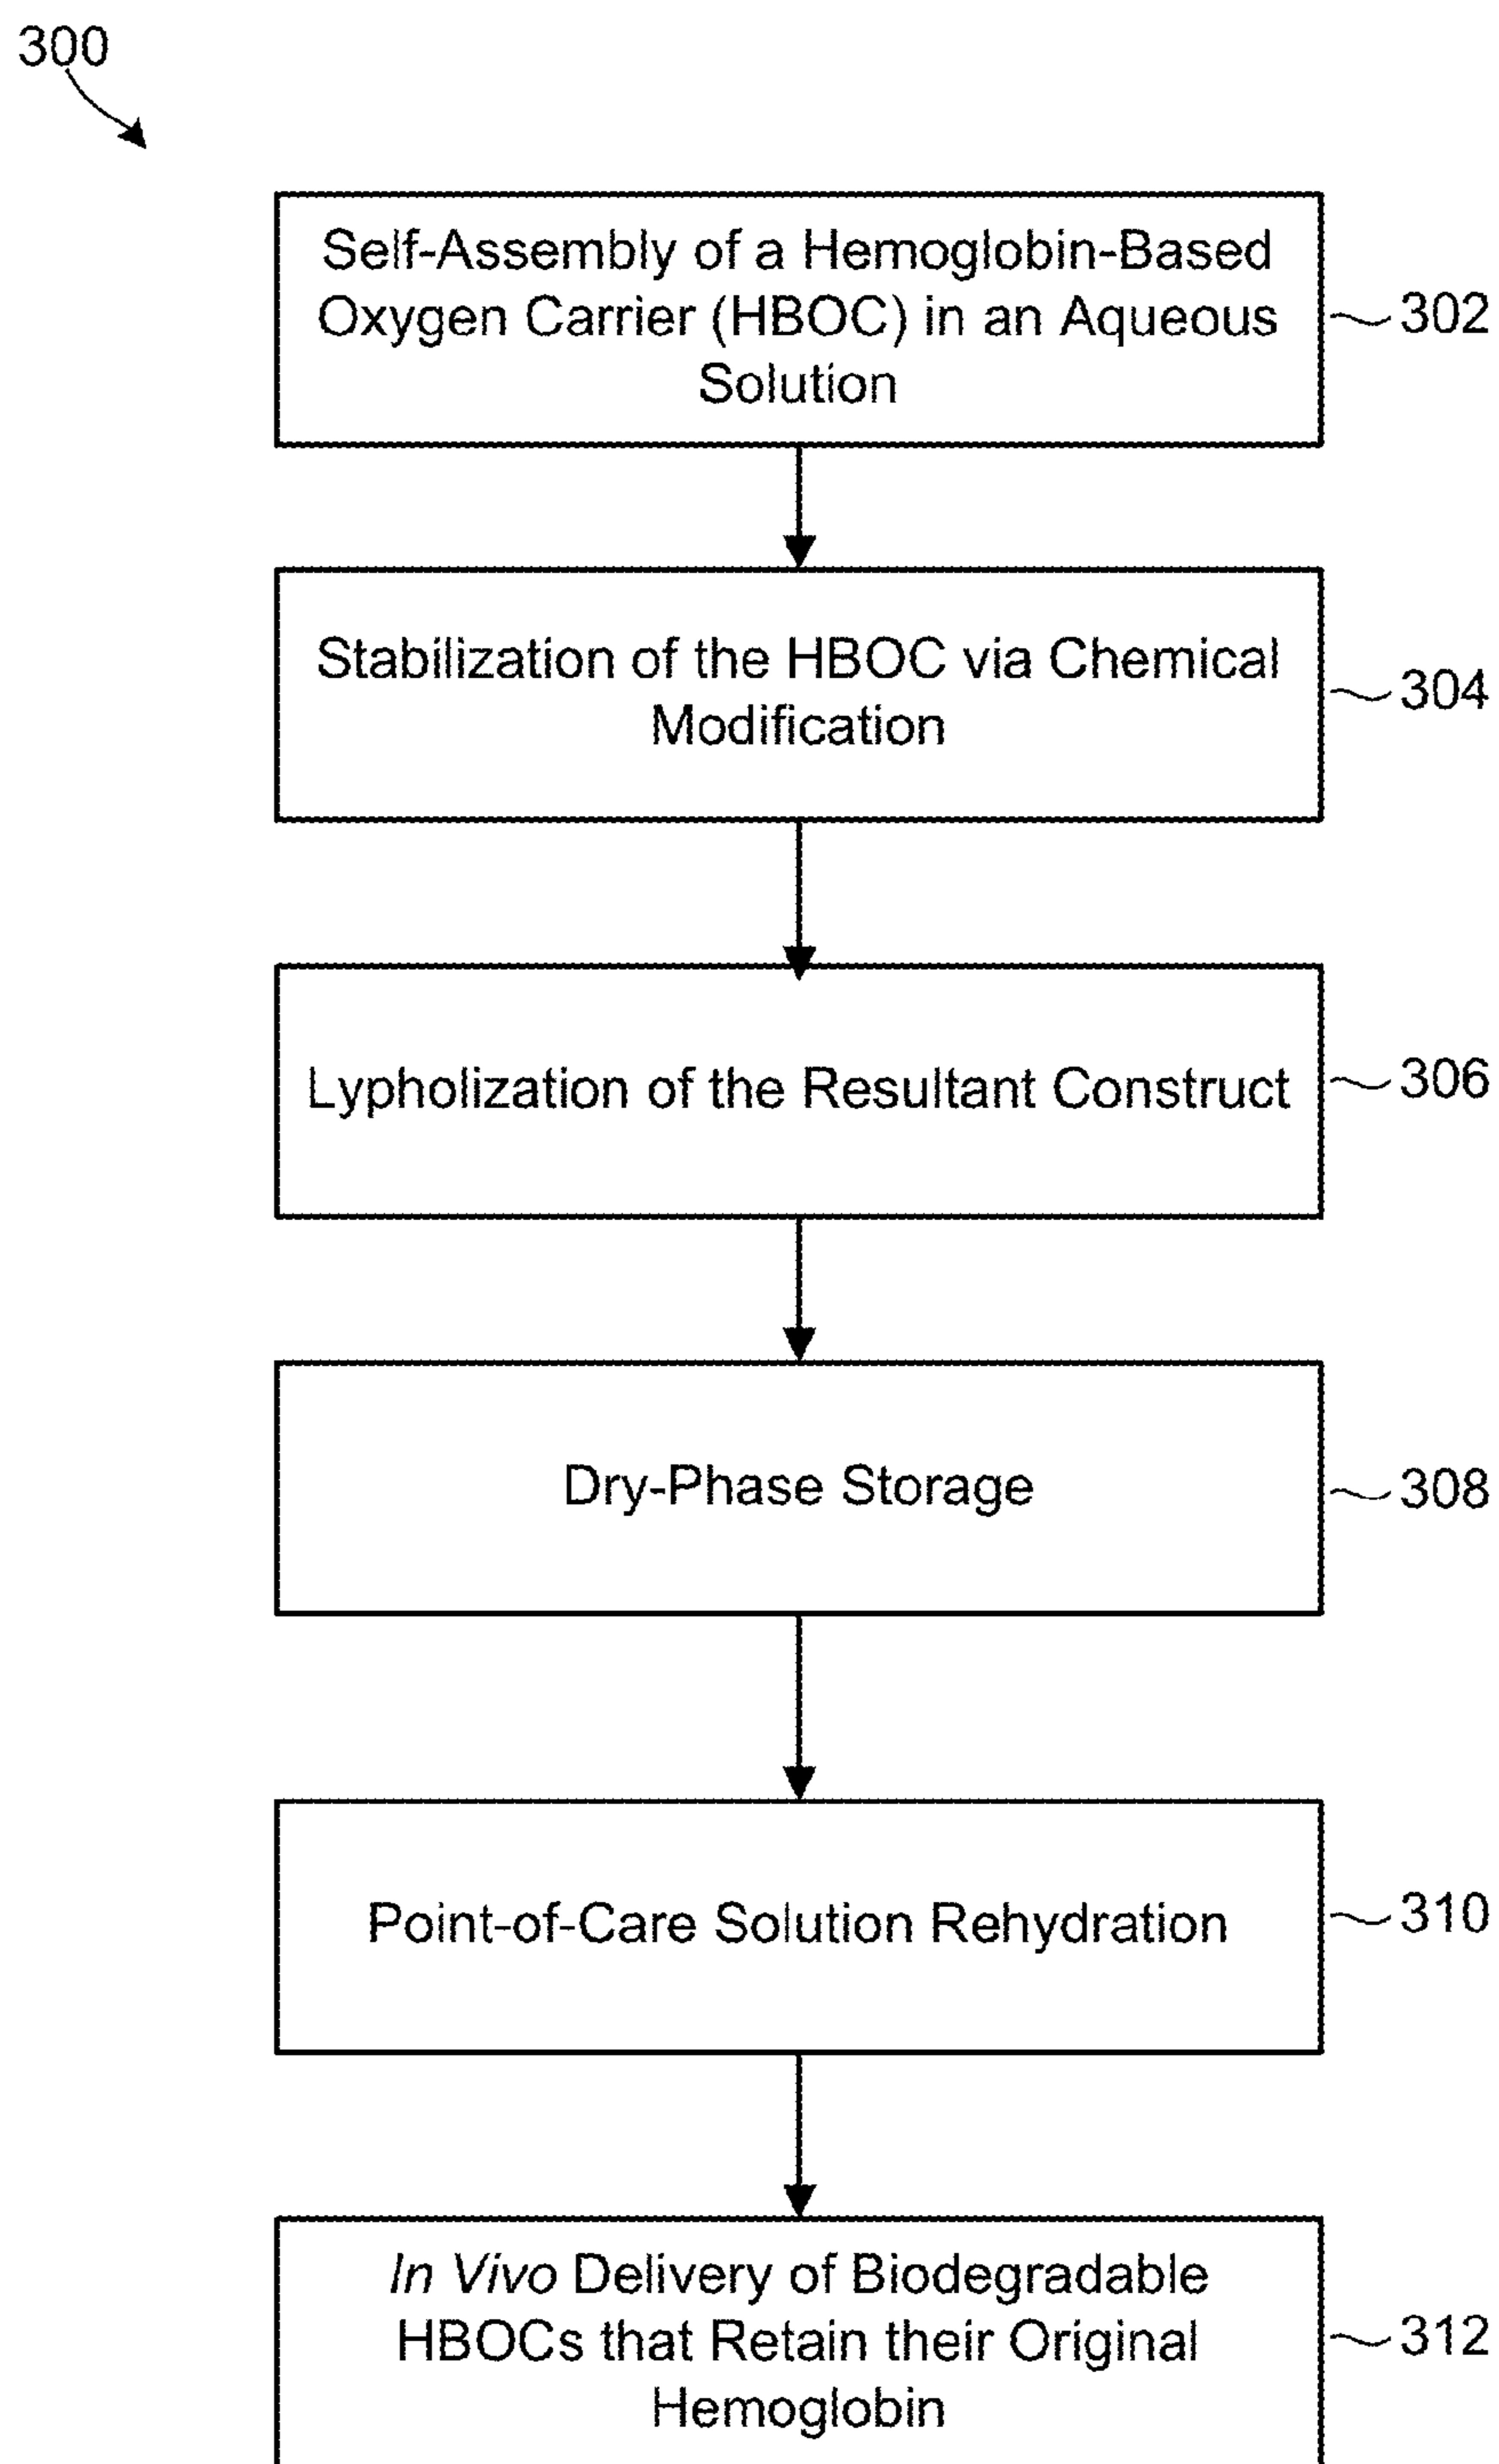 300
Self-Assembly of a Hemoglobin-Based
Oxygen Carrier (HBOC) in an Aqueous
Solution
302
Stabilization of the HBOC via Chemical
Modification
304
Lypholization of the Resultant Construct
306
Dry-Phase Storage
308
Point-of-Care Solution Rehydration
310
In Vivo Delivery of Biodegradable
HBOCs that Retain their Original
Hemoglobin
312